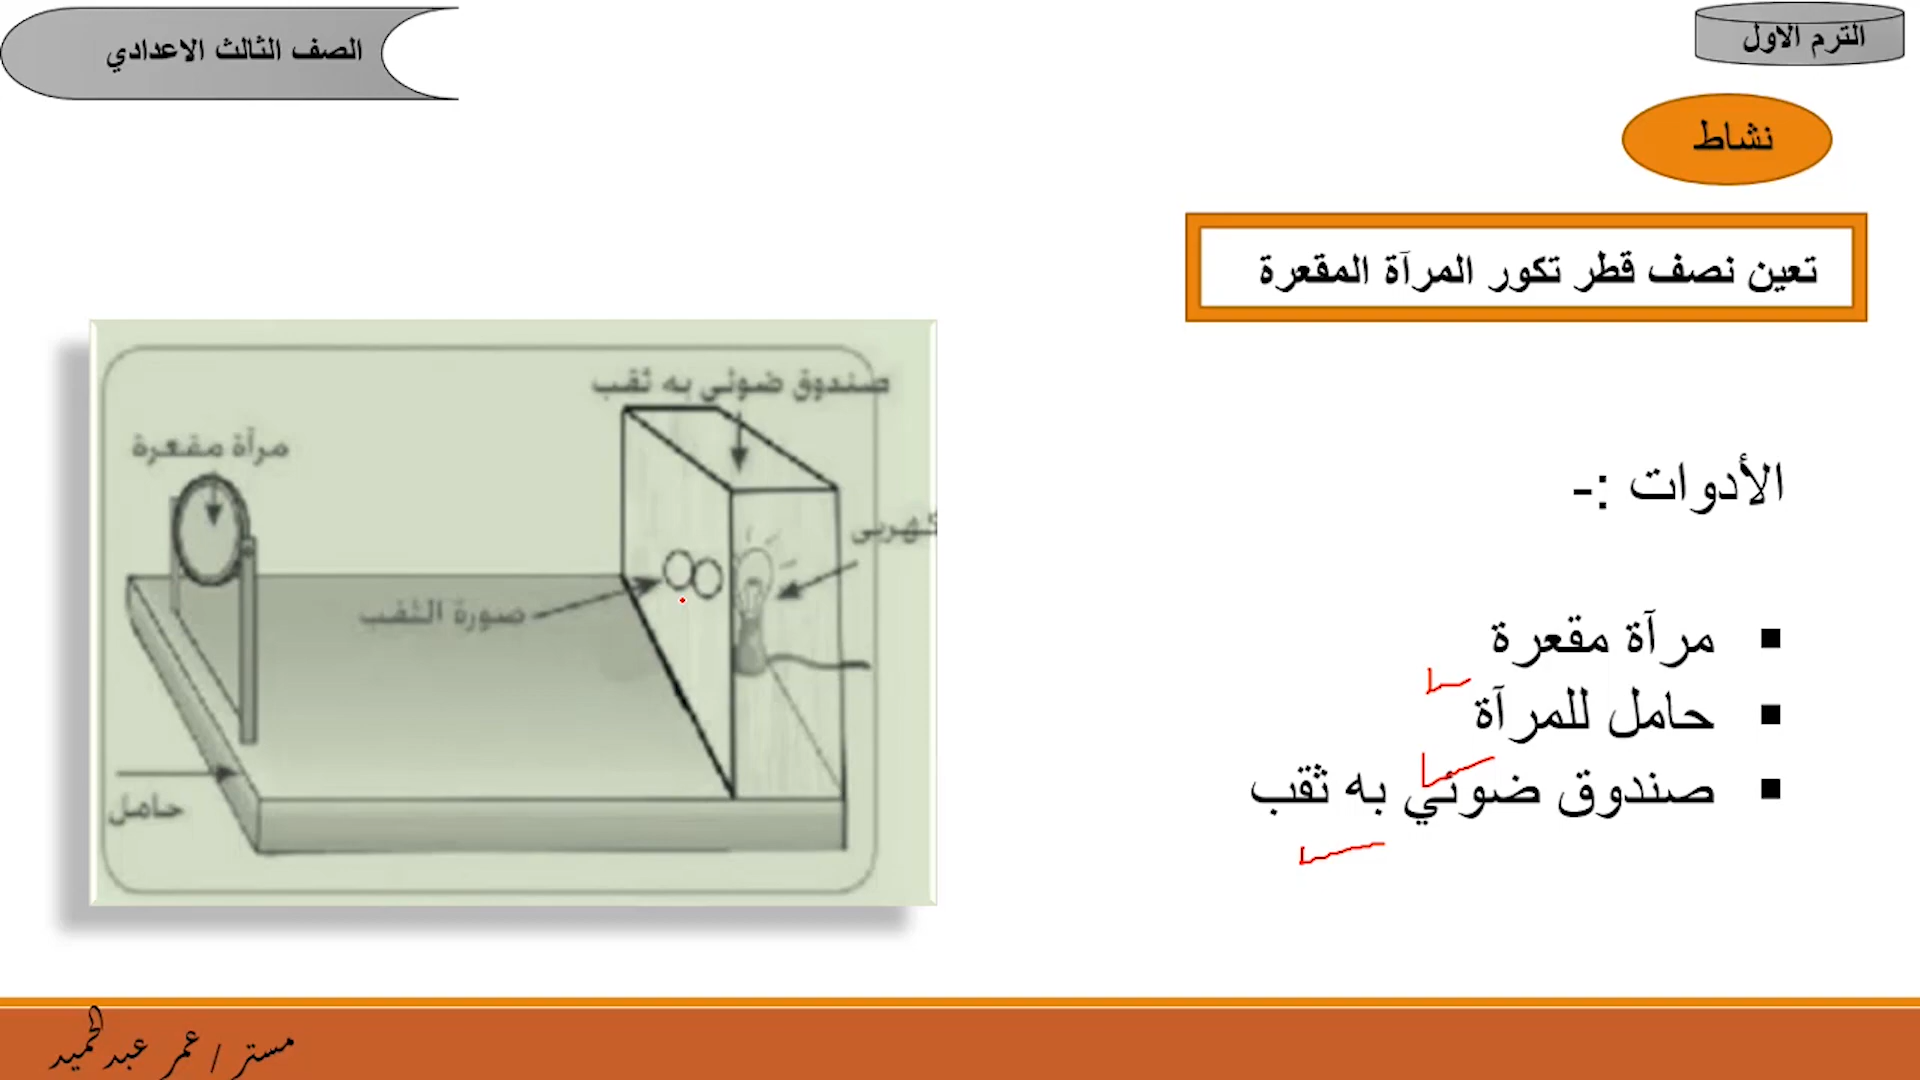 الترم الاول
الصف الثالث الاعدادي
نشاط
تعين نصف قطر تكور المرآة المقعرة
الأدوات :-
مرآة مقعرة
حامل للمرآة
صندوق ضوئي به ثقب
صندوق ضوئي به ثقب
مرآة مقعرة
كهربى
صورة الثقب
حامل
مستر / عمر عبدالحميد